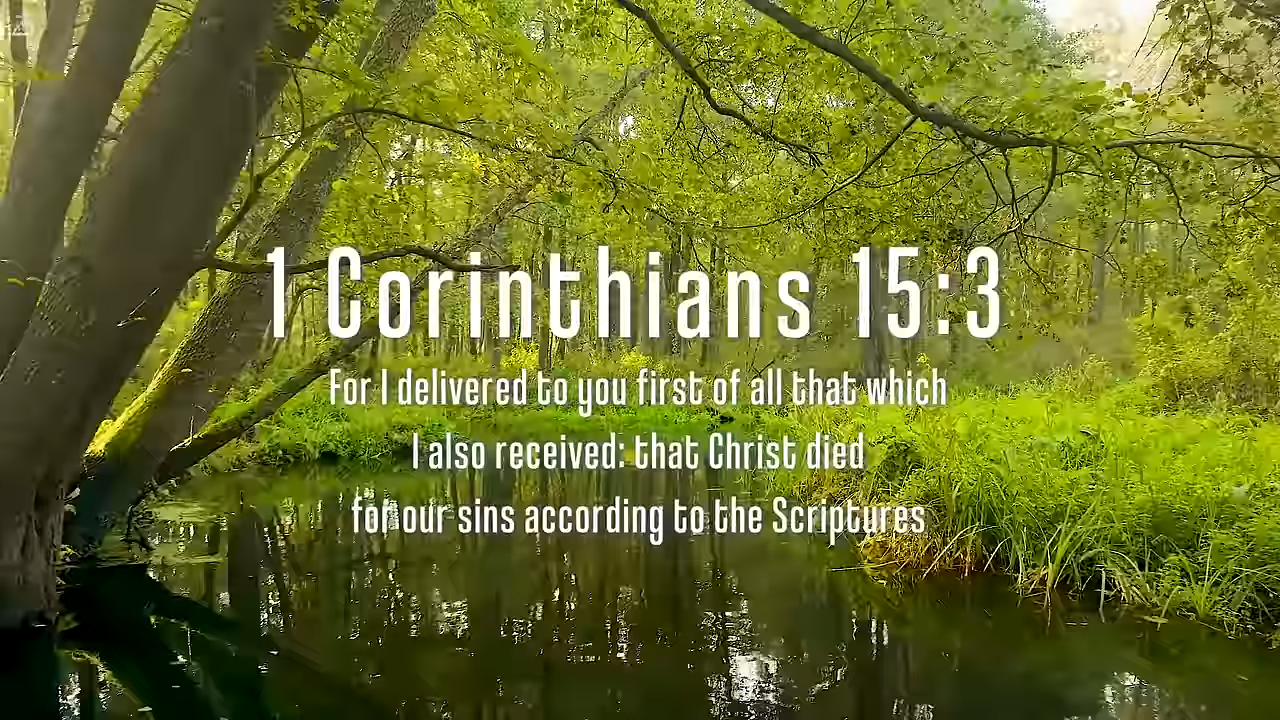 1 Corinthians 15:3
For I delivered to you first of all that which
I also received: that Christ died
for our sins according to the Scriptures